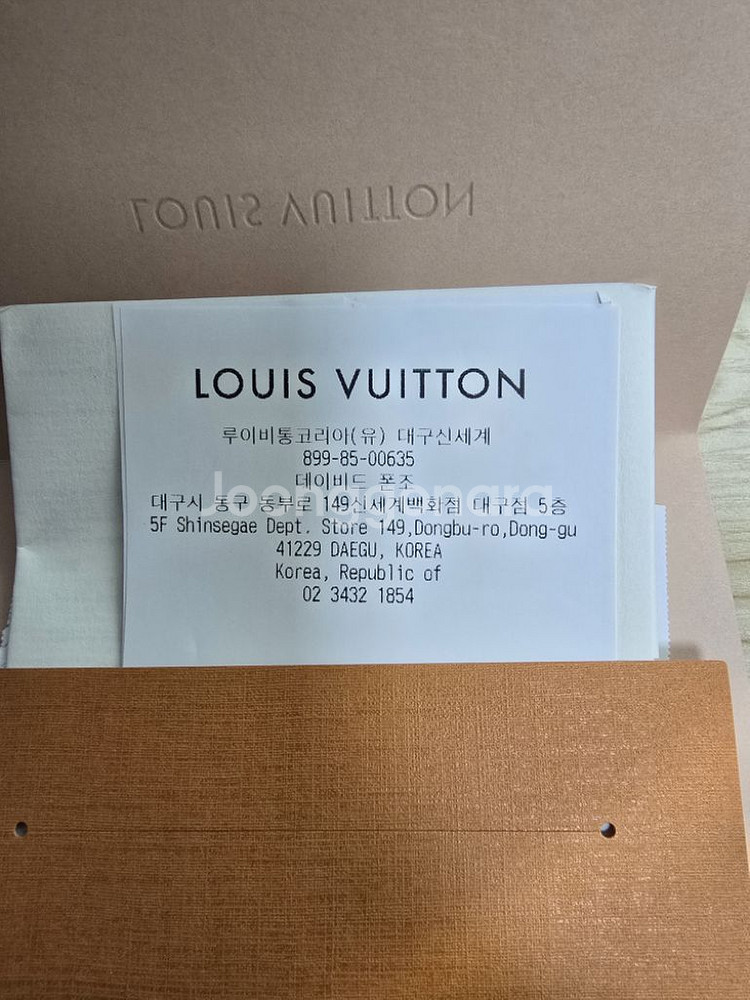 LOUIS VUITTON
LOUIS VUITTON
루이비통코리아(유) 대구신세계
899-85-00635
데이비드 폰조
Joonggonara
대구시 동구 동부로 149신세계백화점 대구점 5층
5F Shinsegae Dept. Store 149,Dongbu-ro,Dong-gu
41229 DAEGU, KOREA
Korea, Republic of
02 3432 1854